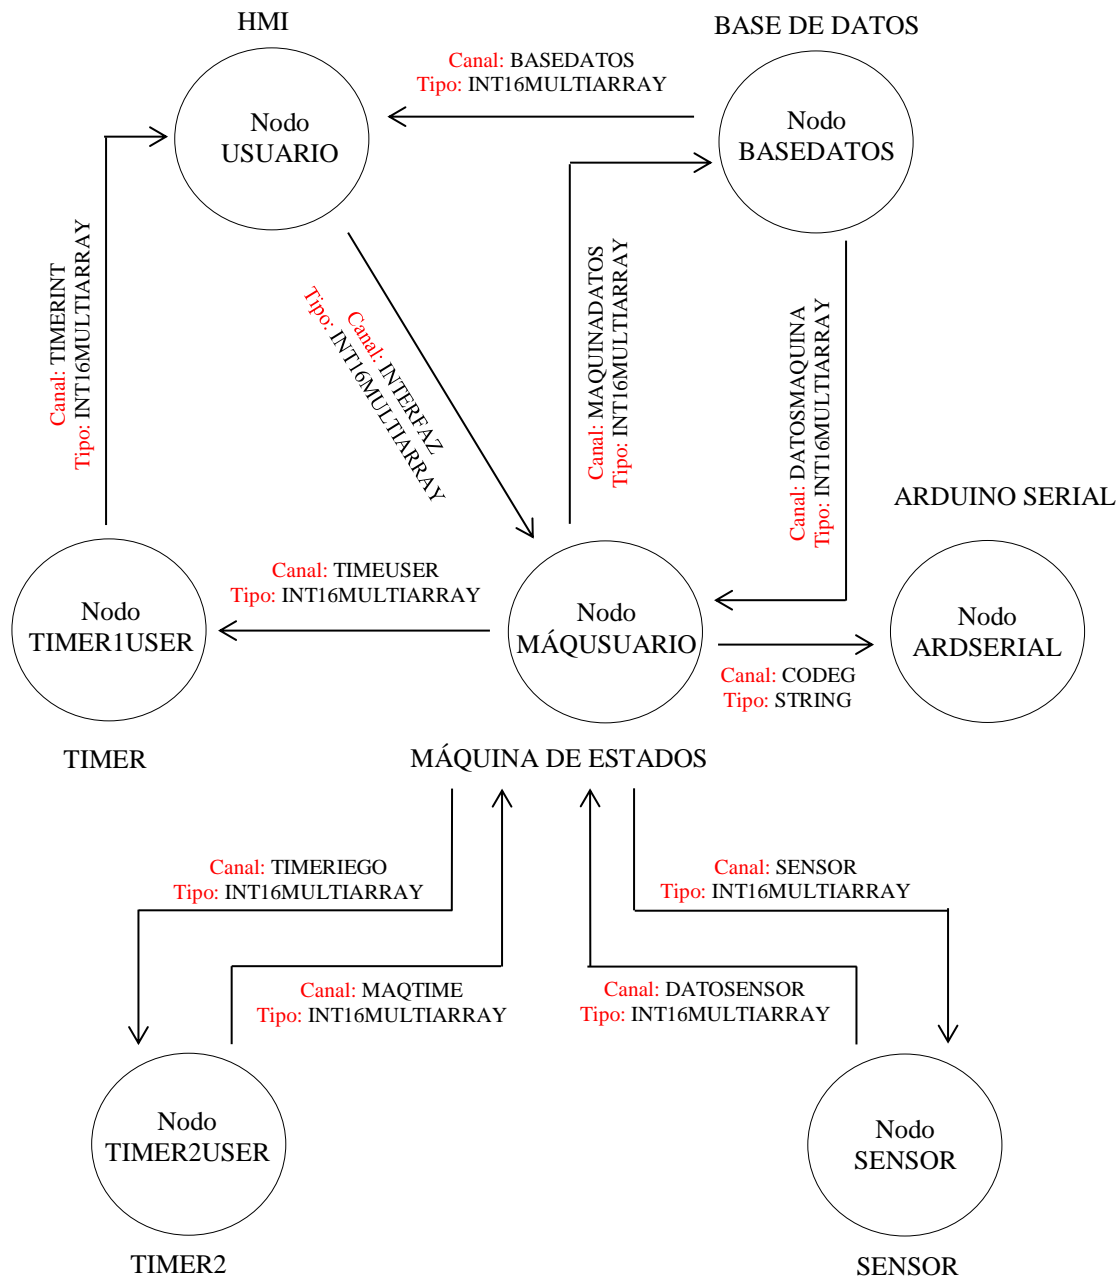 HMI
BASE DE DATOS
Canal: BASEDATOS
Tipo: INT16MULTIARRAY
Nodo
USUARIO
Nodo
BASEDATOS
Canal: TIMERINT
Tipo: INT16MULTIARRAY
Canal: INTERFAZ
Tipo: INT16MULTIARRAY
Canal: MAQUINADATOS
Tipo: INT16MULTIARRAY
Canal: DATOSMAQUINA
Tipo: INT16MULTIARRAY
ARDUINO SERIAL
Canal: TIMEUSER
Tipo: INT16MULTIARRAY
Nodo
TIMER1USER
Nodo
MÁQUSUARIO
Nodo
ARDSERIAL
Canal: CODEG
Tipo: STRING
TIMER
MÁQUINA DE ESTADOS
Canal: TIMERIEGO
Tipo: INT16MULTIARRAY
Canal: SENSOR
Tipo: INT16MULTIARRAY
Canal: MAQTIME
Tipo: INT16MULTIARRAY
Canal: DATOSENSOR
Tipo: INT16MULTIARRAY
Nodo
TIMER2USER
Nodo
SENSOR
TIMER2
SENSOR